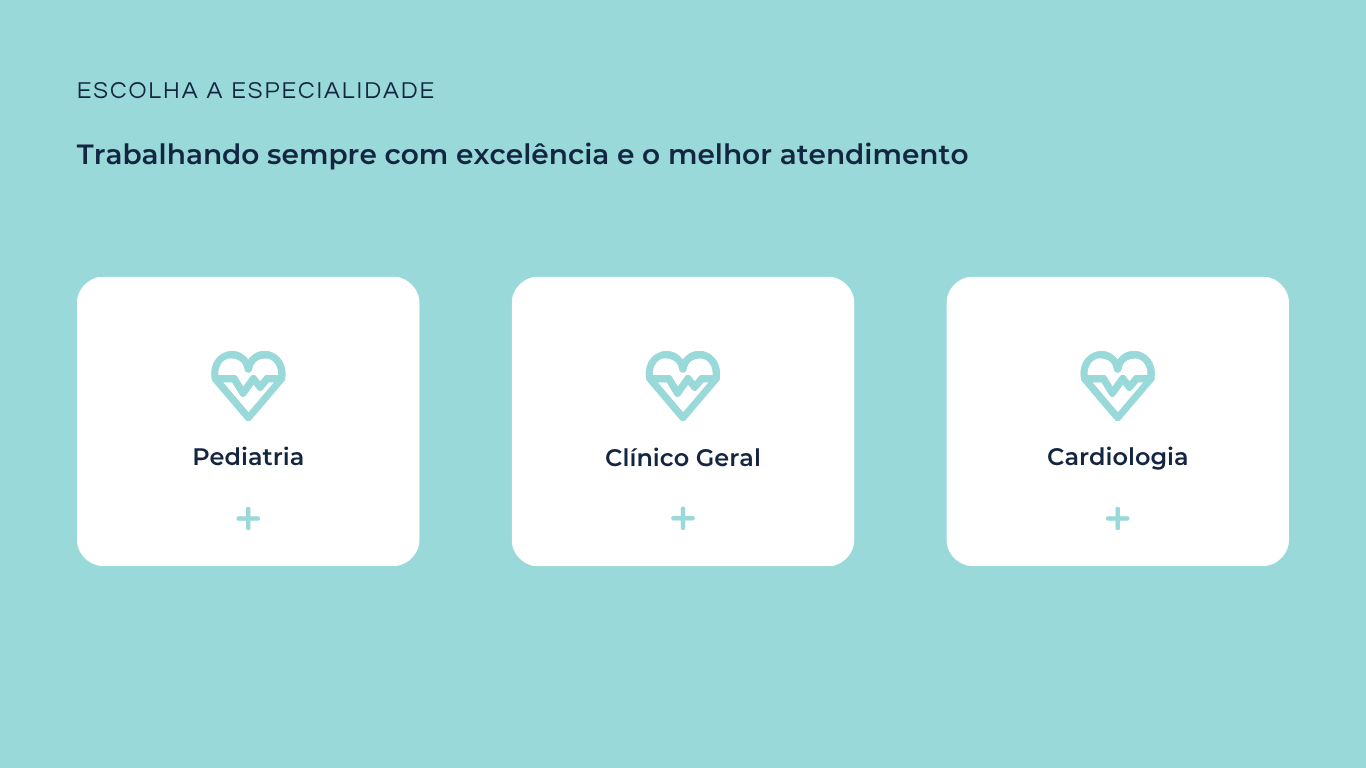 ESCOLHA A ESPECIALIDADE
Trabalhando sempre com excelência e o melhor atendimento
Pediatria
Clínico Geral
Cardiologia